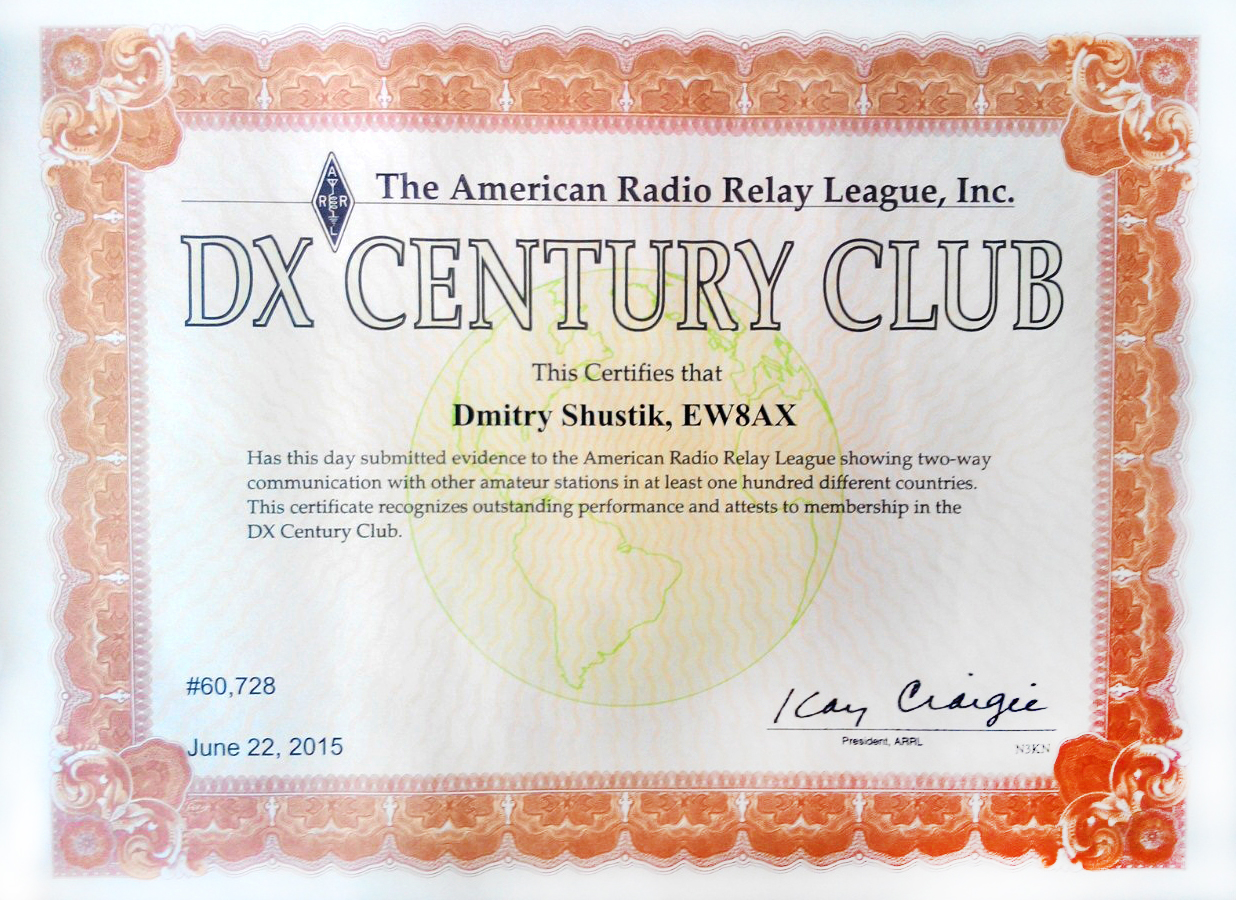 The American Radio Relay League, Inc.
A
R R
L
DX CENTURY CLUB
This Certifies that
Dmitry Shustik, EW8AX
Has this day submitted evidence to the American Radio Relay League showing two-way
communication with other amateur stations in at least one hundred different countries.
This certificate recognizes outstanding performance and attests to membership in the
DX Century Club.
#60,728
June 22, 2015
Kay Craigie
President, ARRL
N3KN